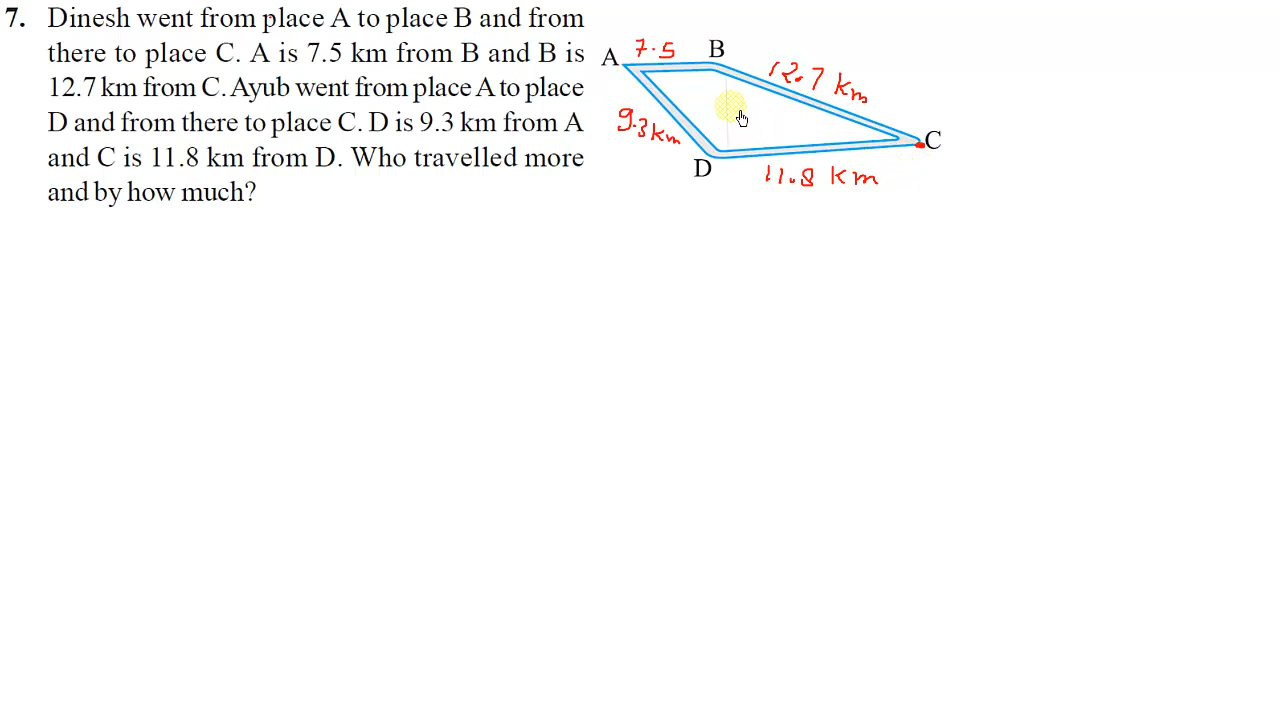 7. Dinesh went from place A to place B and from
there to place C. A is 7.5 km from B and B is
12.7 km from C. Ayub went from place A to place
D and from there to place C. D is 9.3 km from A
and C is 11.8 km from D. Who travelled more
and by how much?
A 7.5 B
12.7 km
9.3 km
C
D 11.8 km